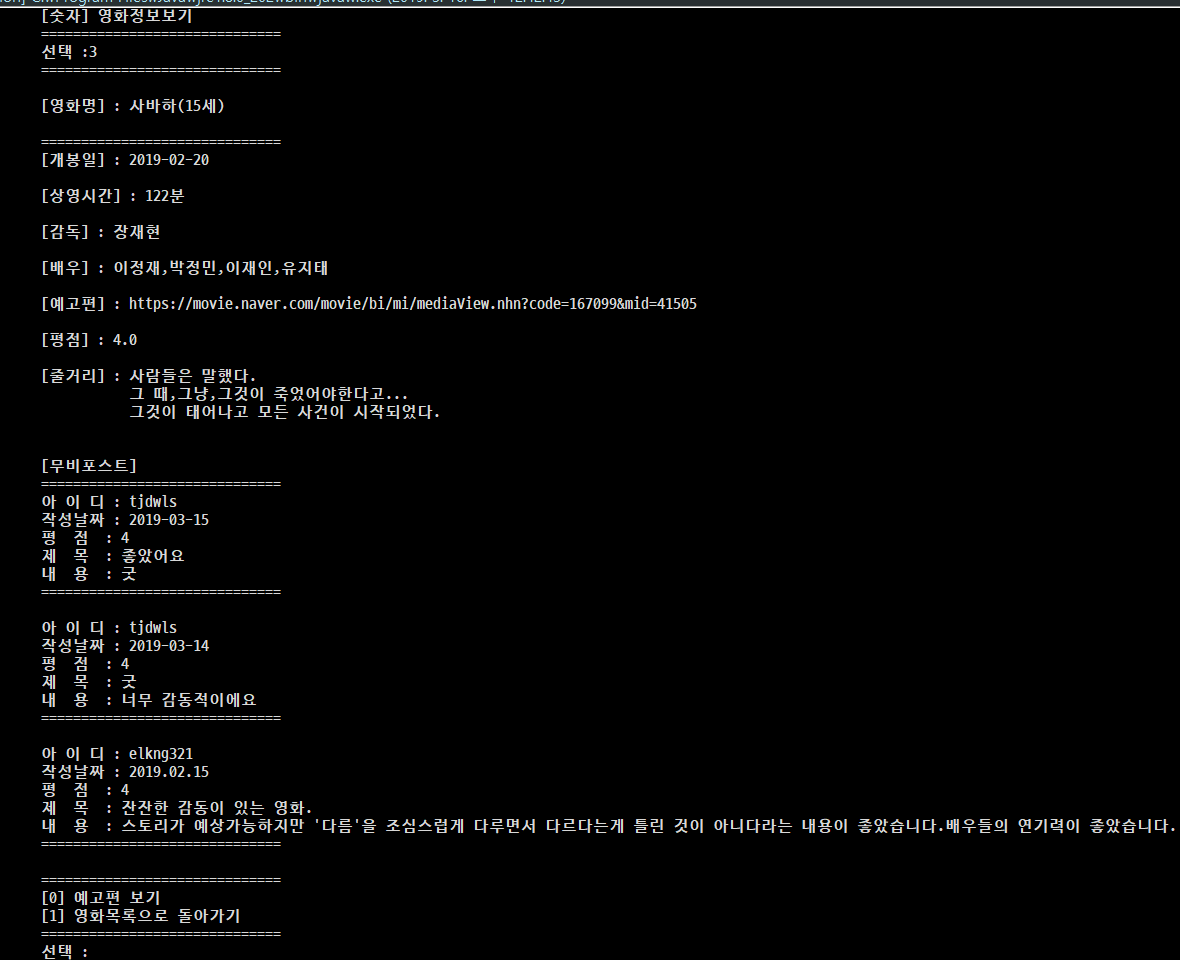 [숫자] 영화정보보기
==============================
선택 :3
==============================
[영화명] : 사바하(15세)
==============================
[개봉일] : 2019-02-20
[상영시간] : 122분
[감독] : 장재현
[배우] : 이정재,박정민,이재인,유지태
[예고편] : https://movie.naver.com/movie/bi/mi/mediaView.nhn?code=167099&mid=41505
[평점] : 4.0
[줄거리] : 사람들은 말했다.
그 때,그냥,그것이 죽었어야한다고...
그것이 태어나고 모든 사건이 시작되었다.
[무비포스트]
==============================
아 이 디 : tjdwls
작성날짜 : 2019-03-15
평  점  : 4
제  목  : 좋았어요
내  용  : 굿
==============================
아 이 디 : tjdwls
작성날짜 : 2019-03-14
평  점  : 4
제  목  : 굿
내  용  : 너무 감동적이에요
==============================
아 이 디 : elkng321
작성날짜 : 2019.02.15
평  점  : 4
제  목  : 잔잔한 감동이 있는 영화.
내  용  : 스토리가 예상가능하지만 '다름'을 조심스럽게 다루면서 다르다는게 틀린 것이 아니다라는 내용이 좋았습니다.배우들의 연기력이 좋았습니다.
==============================
==============================
[0] 예고편 보기
[1] 영화목록으로 돌아가기
==============================
선택 :